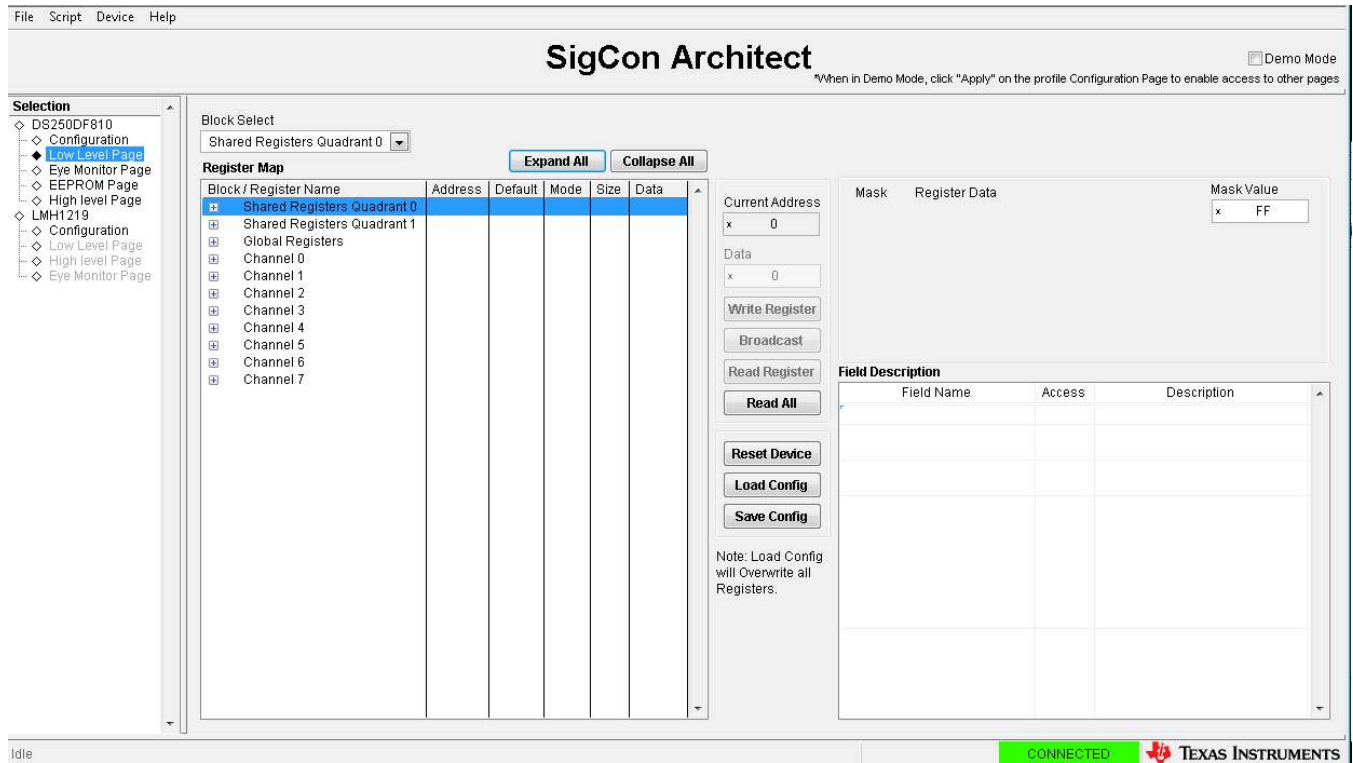 File Script Device Help
SigCon Architect
Demo Mode
*When in Demo Mode, click "Apply" on the profile Configuration Page to enable access to other pages
Selection
DS250DF810
Configuration
Low Level Page
Eye Monitor Page
EEPROM Page
High level Page
LMH1219
Configuration
Low Level Page
High level Page
Eye Monitor Page
Block Select
Shared Registers Quadrant 0
Register Map
Expand All Collapse All
Block / Register Name Address Default Mode Size Data
Shared Registers Quadrant 0
Shared Registers Quadrant 1
Global Registers
Channel 0
Channel 1
Channel 2
Channel 3
Channel 4
Channel 5
Channel 6
Channel 7
Current Address
x 0
Data
x 0
Write Register
Broadcast
Read Register
Read All
Reset Device
Load Config
Save Config
Note: Load Config
will Overwrite all
Registers.
Mask Register Data
Mask Value
x FF
Field Description
Field Name Access Description
Idle
CONNECTED
TEXAS INSTRUMENTS